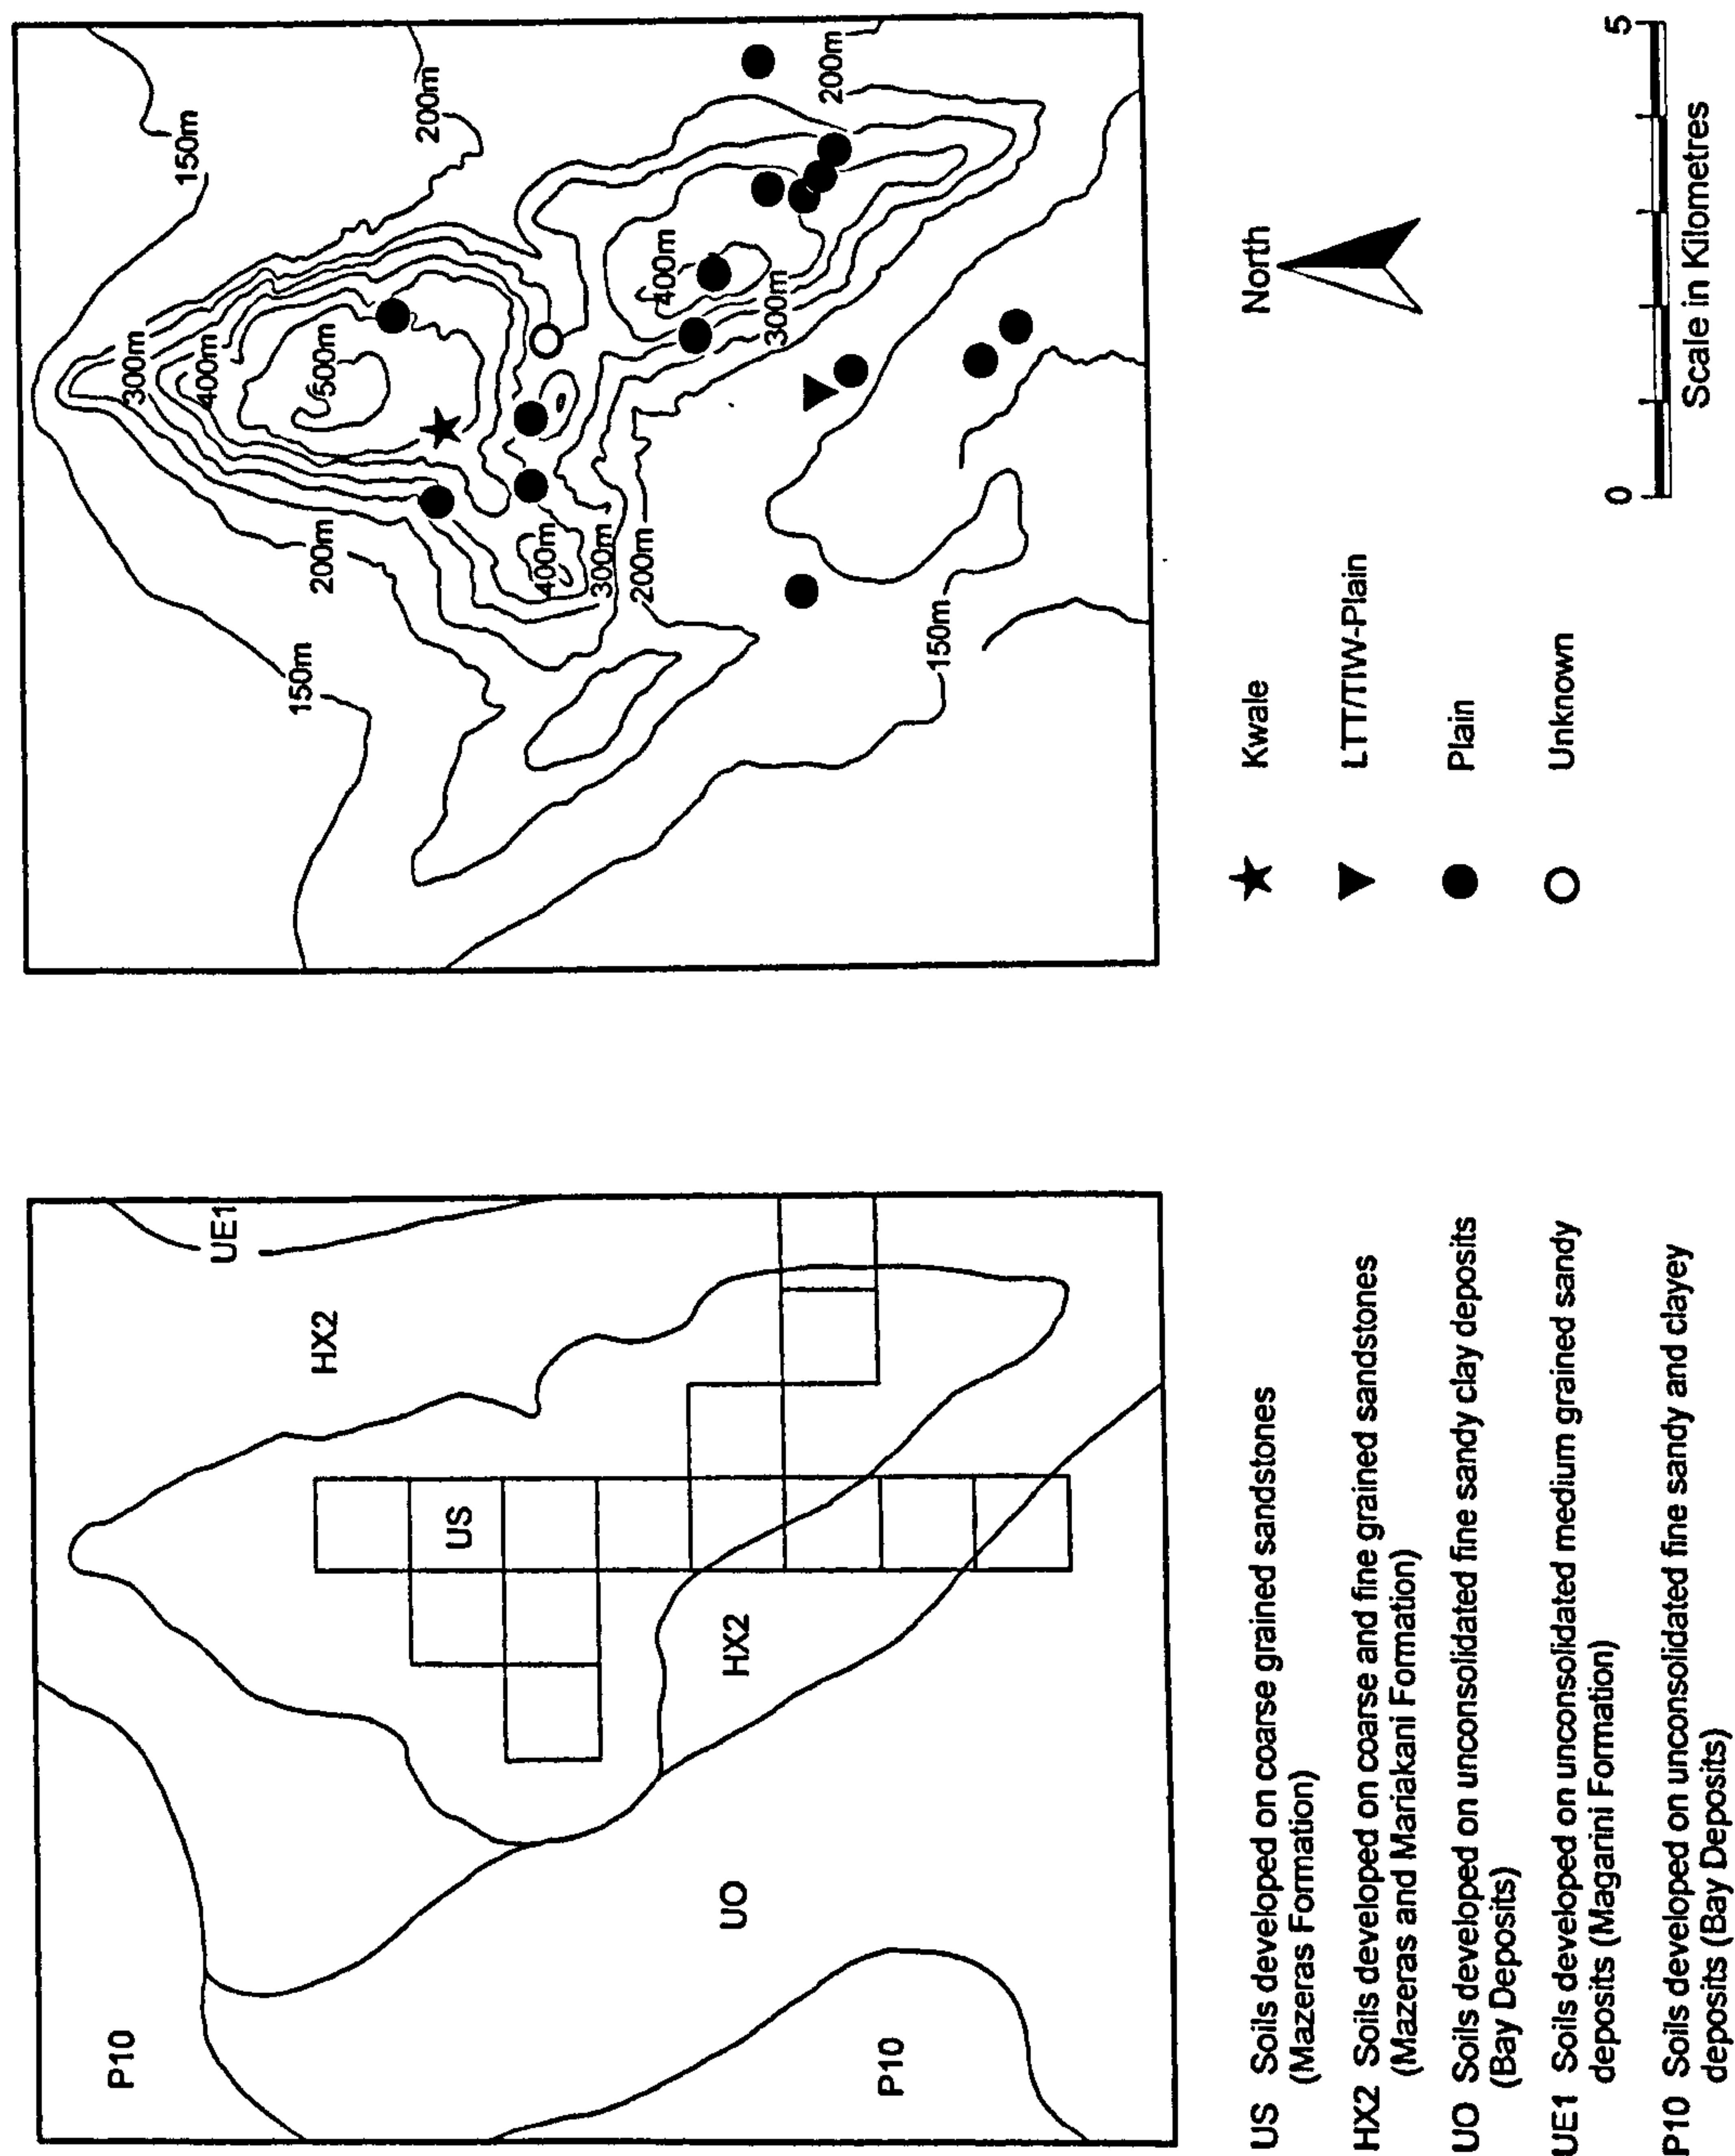 P10
UE1
HX2
US
UO
HX2
P10
US Soils developed on coarse grained sandstones
(Mazeras Formation)
HX2 Soils developed on coarse and fine grained sandstones
(Mazeras and Mariakani Formation)
UO Soils developed on unconsolidated fine sandy clay deposits
(Bay Deposits)
UE1 Soils developed on unconsolidated medium grained sandy
deposits (Magarini Formation)
P10 Soils developed on unconsolidated fine sandy and clayey
deposits (Bay Deposits)
300m
150m
400m
150m
200m
500m
200m
400m
300m
200m
400m
300m
200m
150m
Kwale
LTT/TIW-Plain
Plain
Unknown
North
0 5
Scale in Kilometres